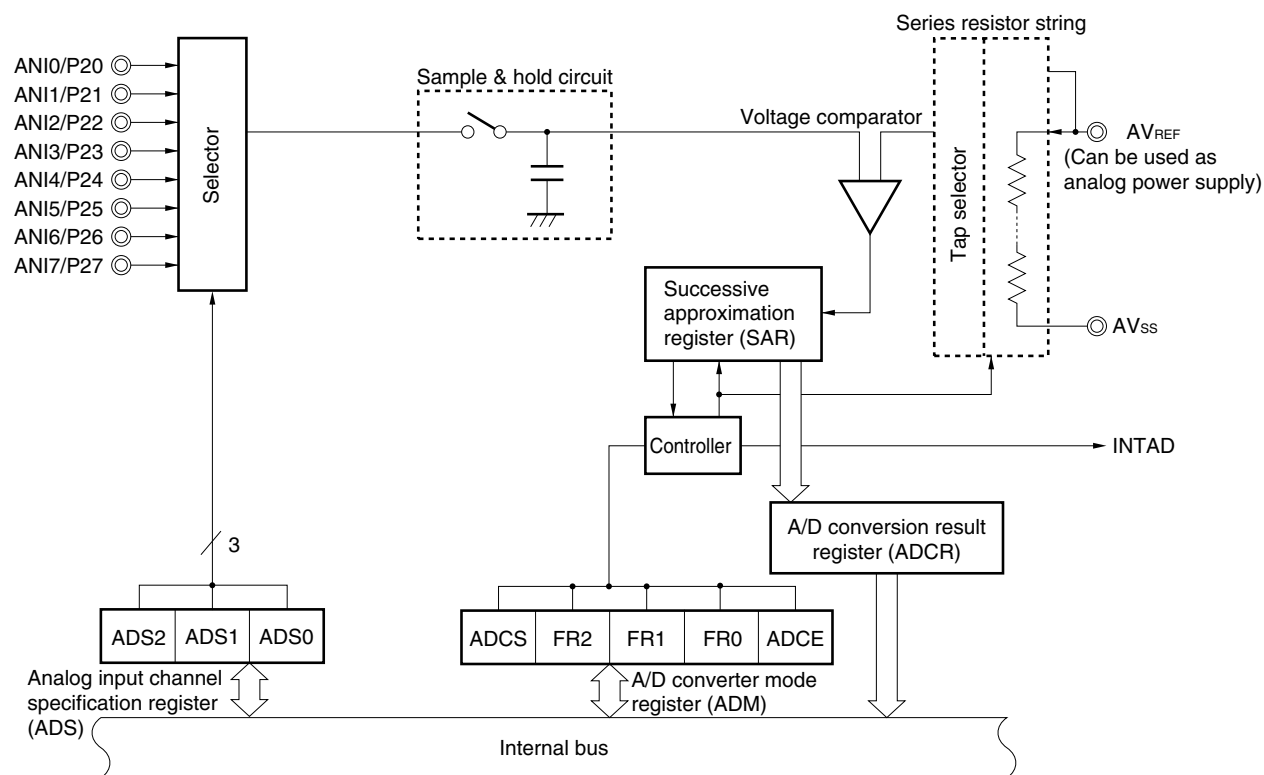 Series resistor string
ANI0/P20
ANI1/P21
ANI2/P22
ANI3/P23
ANI4/P24
ANI5/P25
ANI6/P26
ANI7/P27
Selector
Sample & hold circuit
Voltage comparator
Tap selector
AVREF
(Can be used as
analog power supply)
AVSS
Successive
approximation
register (SAR)
Controller
INTAD
A/D conversion result
register (ADCR)
3
ADS2 ADS1 ADS0
ADCS FR2 FR1 FR0 ADCE
Analog input channel
specification register
(ADS)
A/D converter mode
register (ADM)
Internal bus